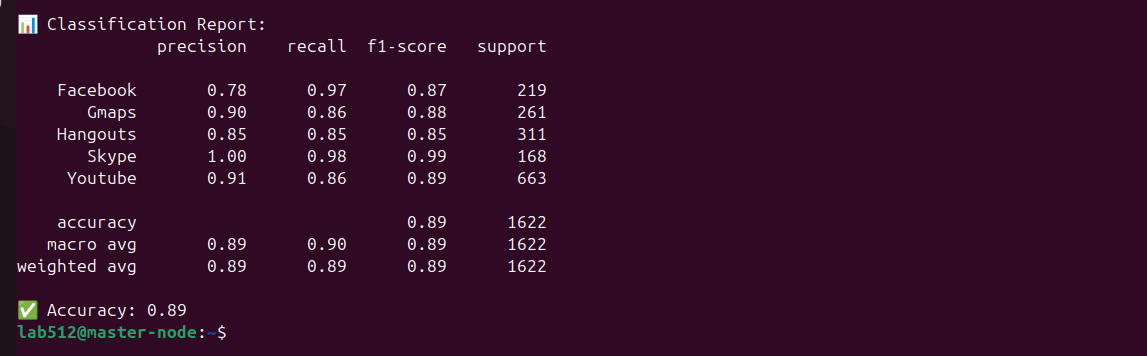 📊 Classification Report:
precision recall f1-score support
Facebook 0.78 0.97 0.87 219
Gmaps 0.90 0.86 0.88 261
Hangouts 0.85 0.85 0.85 311
Skype 1.00 0.98 0.99 168
Youtube 0.91 0.86 0.89 663
accuracy 0.89 1622
macro avg 0.89 0.90 0.89 1622
weighted avg 0.89 0.89 0.89 1622
✅ Accuracy: 0.89
lab512@master-node:~$